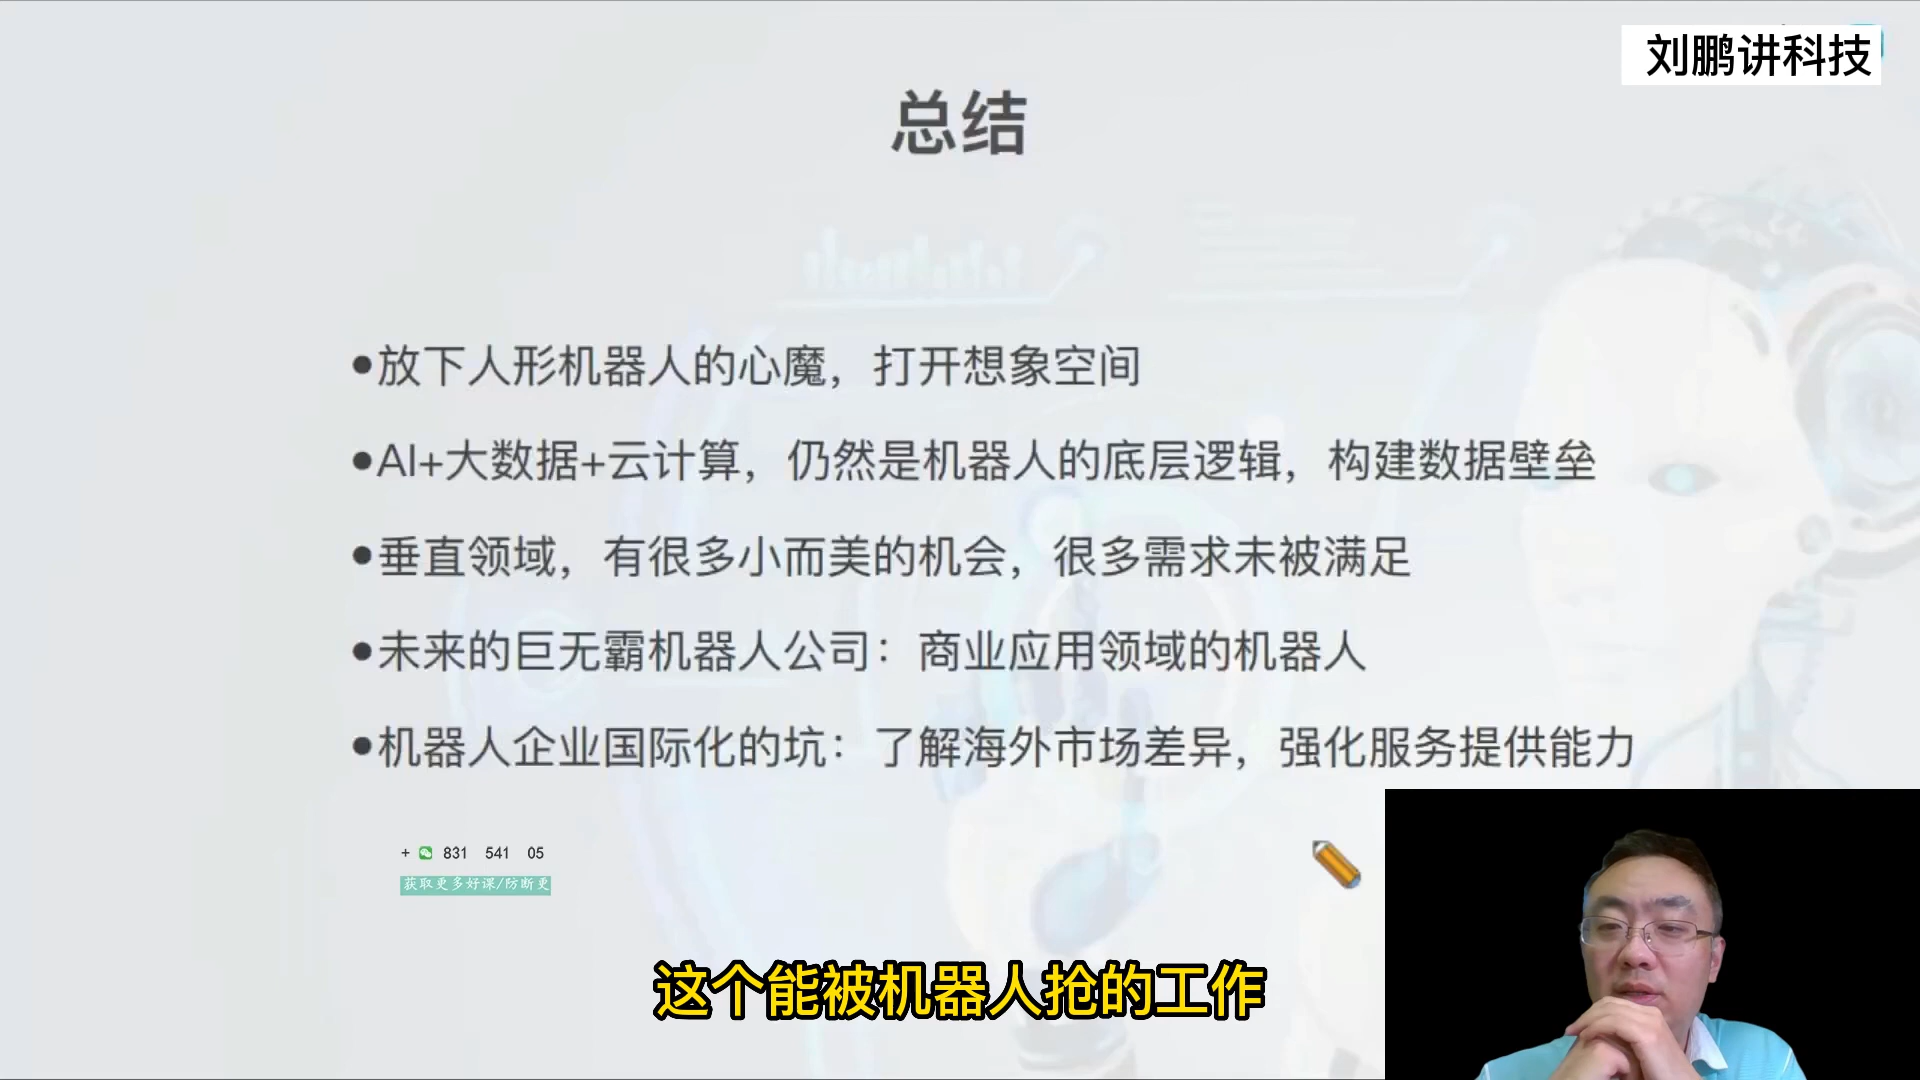 刘鹏讲科技
总结
•放下人形机器人的心魔，打开想象空间
•AI+大数据+云计算，仍然是机器人的底层逻辑，构建数据壁垒
•垂直领域，有很多小而美的机会，很多需求未被满足
•未来的巨无霸机器人公司：商业应用领域的机器人
•机器人企业国际化的坑：了解海外市场差异，强化服务提供能力
+ 831 541 05
获取更多好课/防断更
这个能被机器人抢的工作